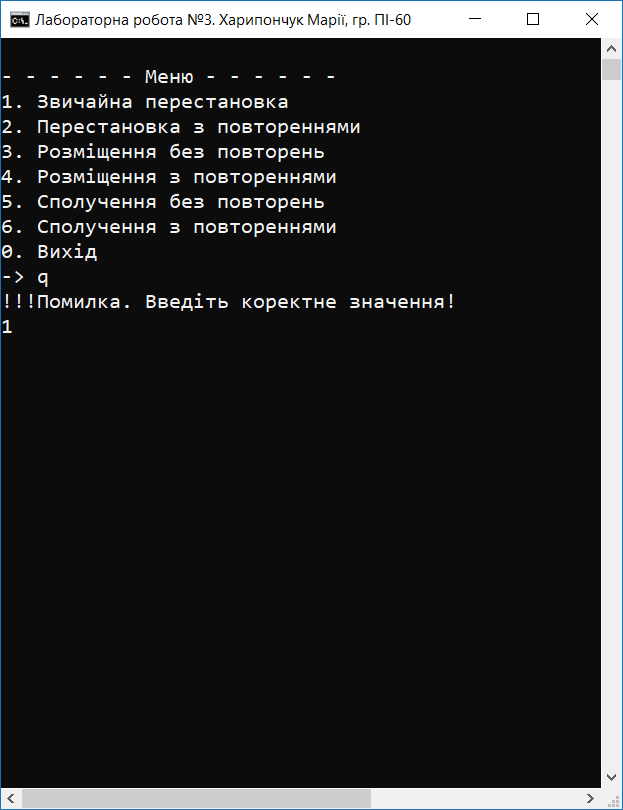 Лабораторна робота №3. Харипончук Марії, гр. ПІ-60
- - - - - - Меню - - - - - -
1. Звичайна перестановка
2. Перестановка з повтореннями
3. Розміщення без повторень
4. Розміщення з повтореннями
5. Сполучення без повторень
6. Сполучення з повтореннями
0. Вихід
-> q
!!!Помилка. Введіть коректне значення!
1